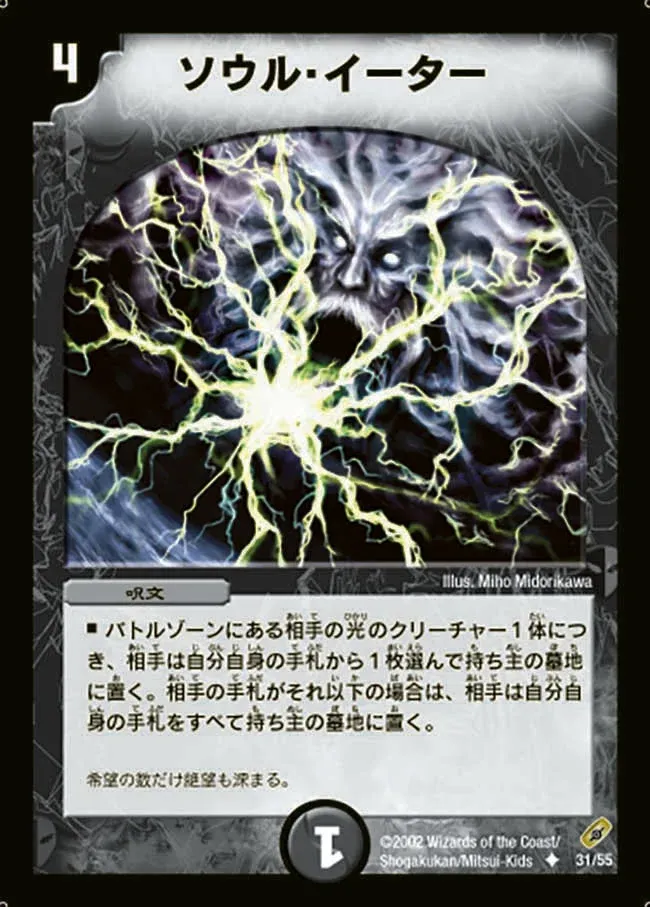 4
ソウル・イーター
Illus. Miho Midorikawa
呪文
■ バトルゾーンにある相手の光のクリーチャー1体につ
き、相手は自分自身の手札から1枚選んで持ち主の墓地
に置く。相手の手札がそれ以下の場合は、相手は自分自
身の手札をすべて持ち主の墓地に置く。
希望の数だけ絶望も深まる。
1
©2002 Wizards of the Coast/
Shogakukan/Mitsui-Kids ♦ 31/55